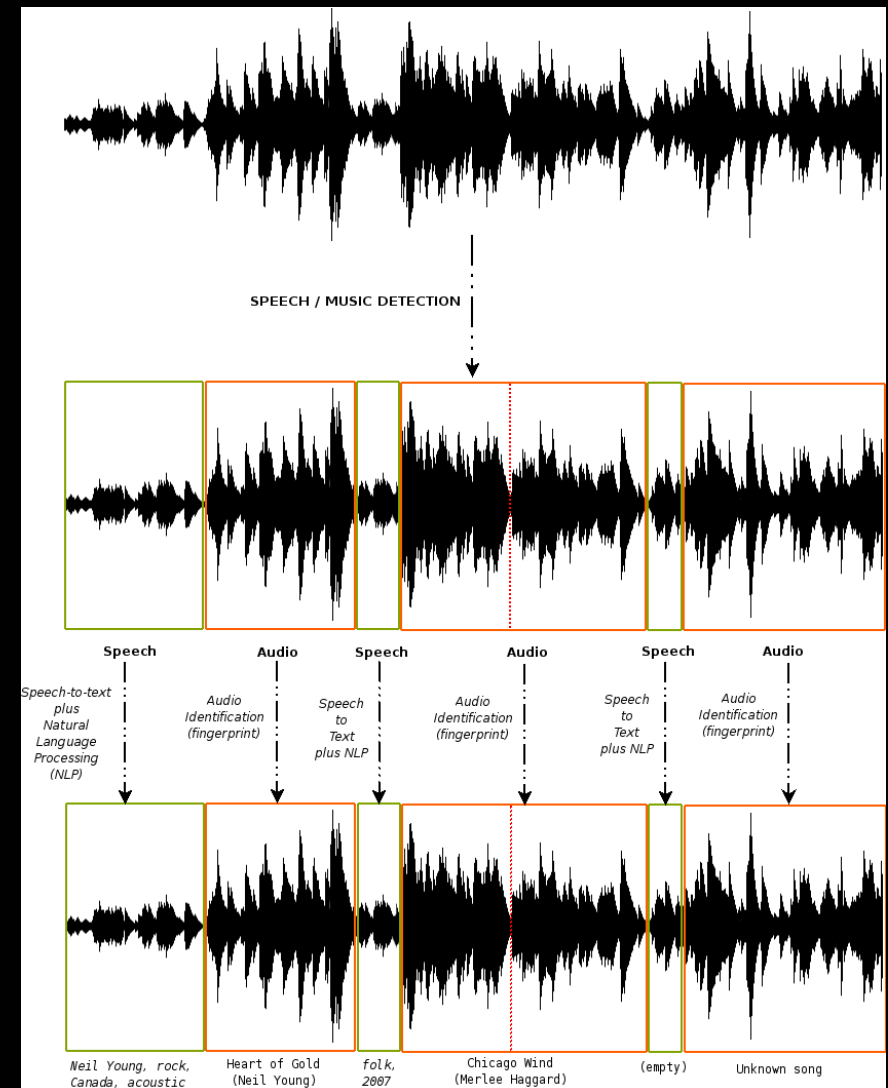 SPEECH / MUSIC DETECTION
Speech
Audio
Speech
Audio
Speech
Audio
Speech-to-text
plus
Natural
Language
Processing
(NLP)
Audio
Identification
(fingerprint)
Speech
to
Text
plus NLP
Audio
Identification
(fingerprint)
Speech
to
Text
plus NLP
Audio
Identification
(fingerprint)
Neil Young, rock,
Canada, acoustic
Heart of Gold
(Neil Young)
folk,
2007
Chicago Wind
(Merlee Haggard)
(empty)
Unknown song